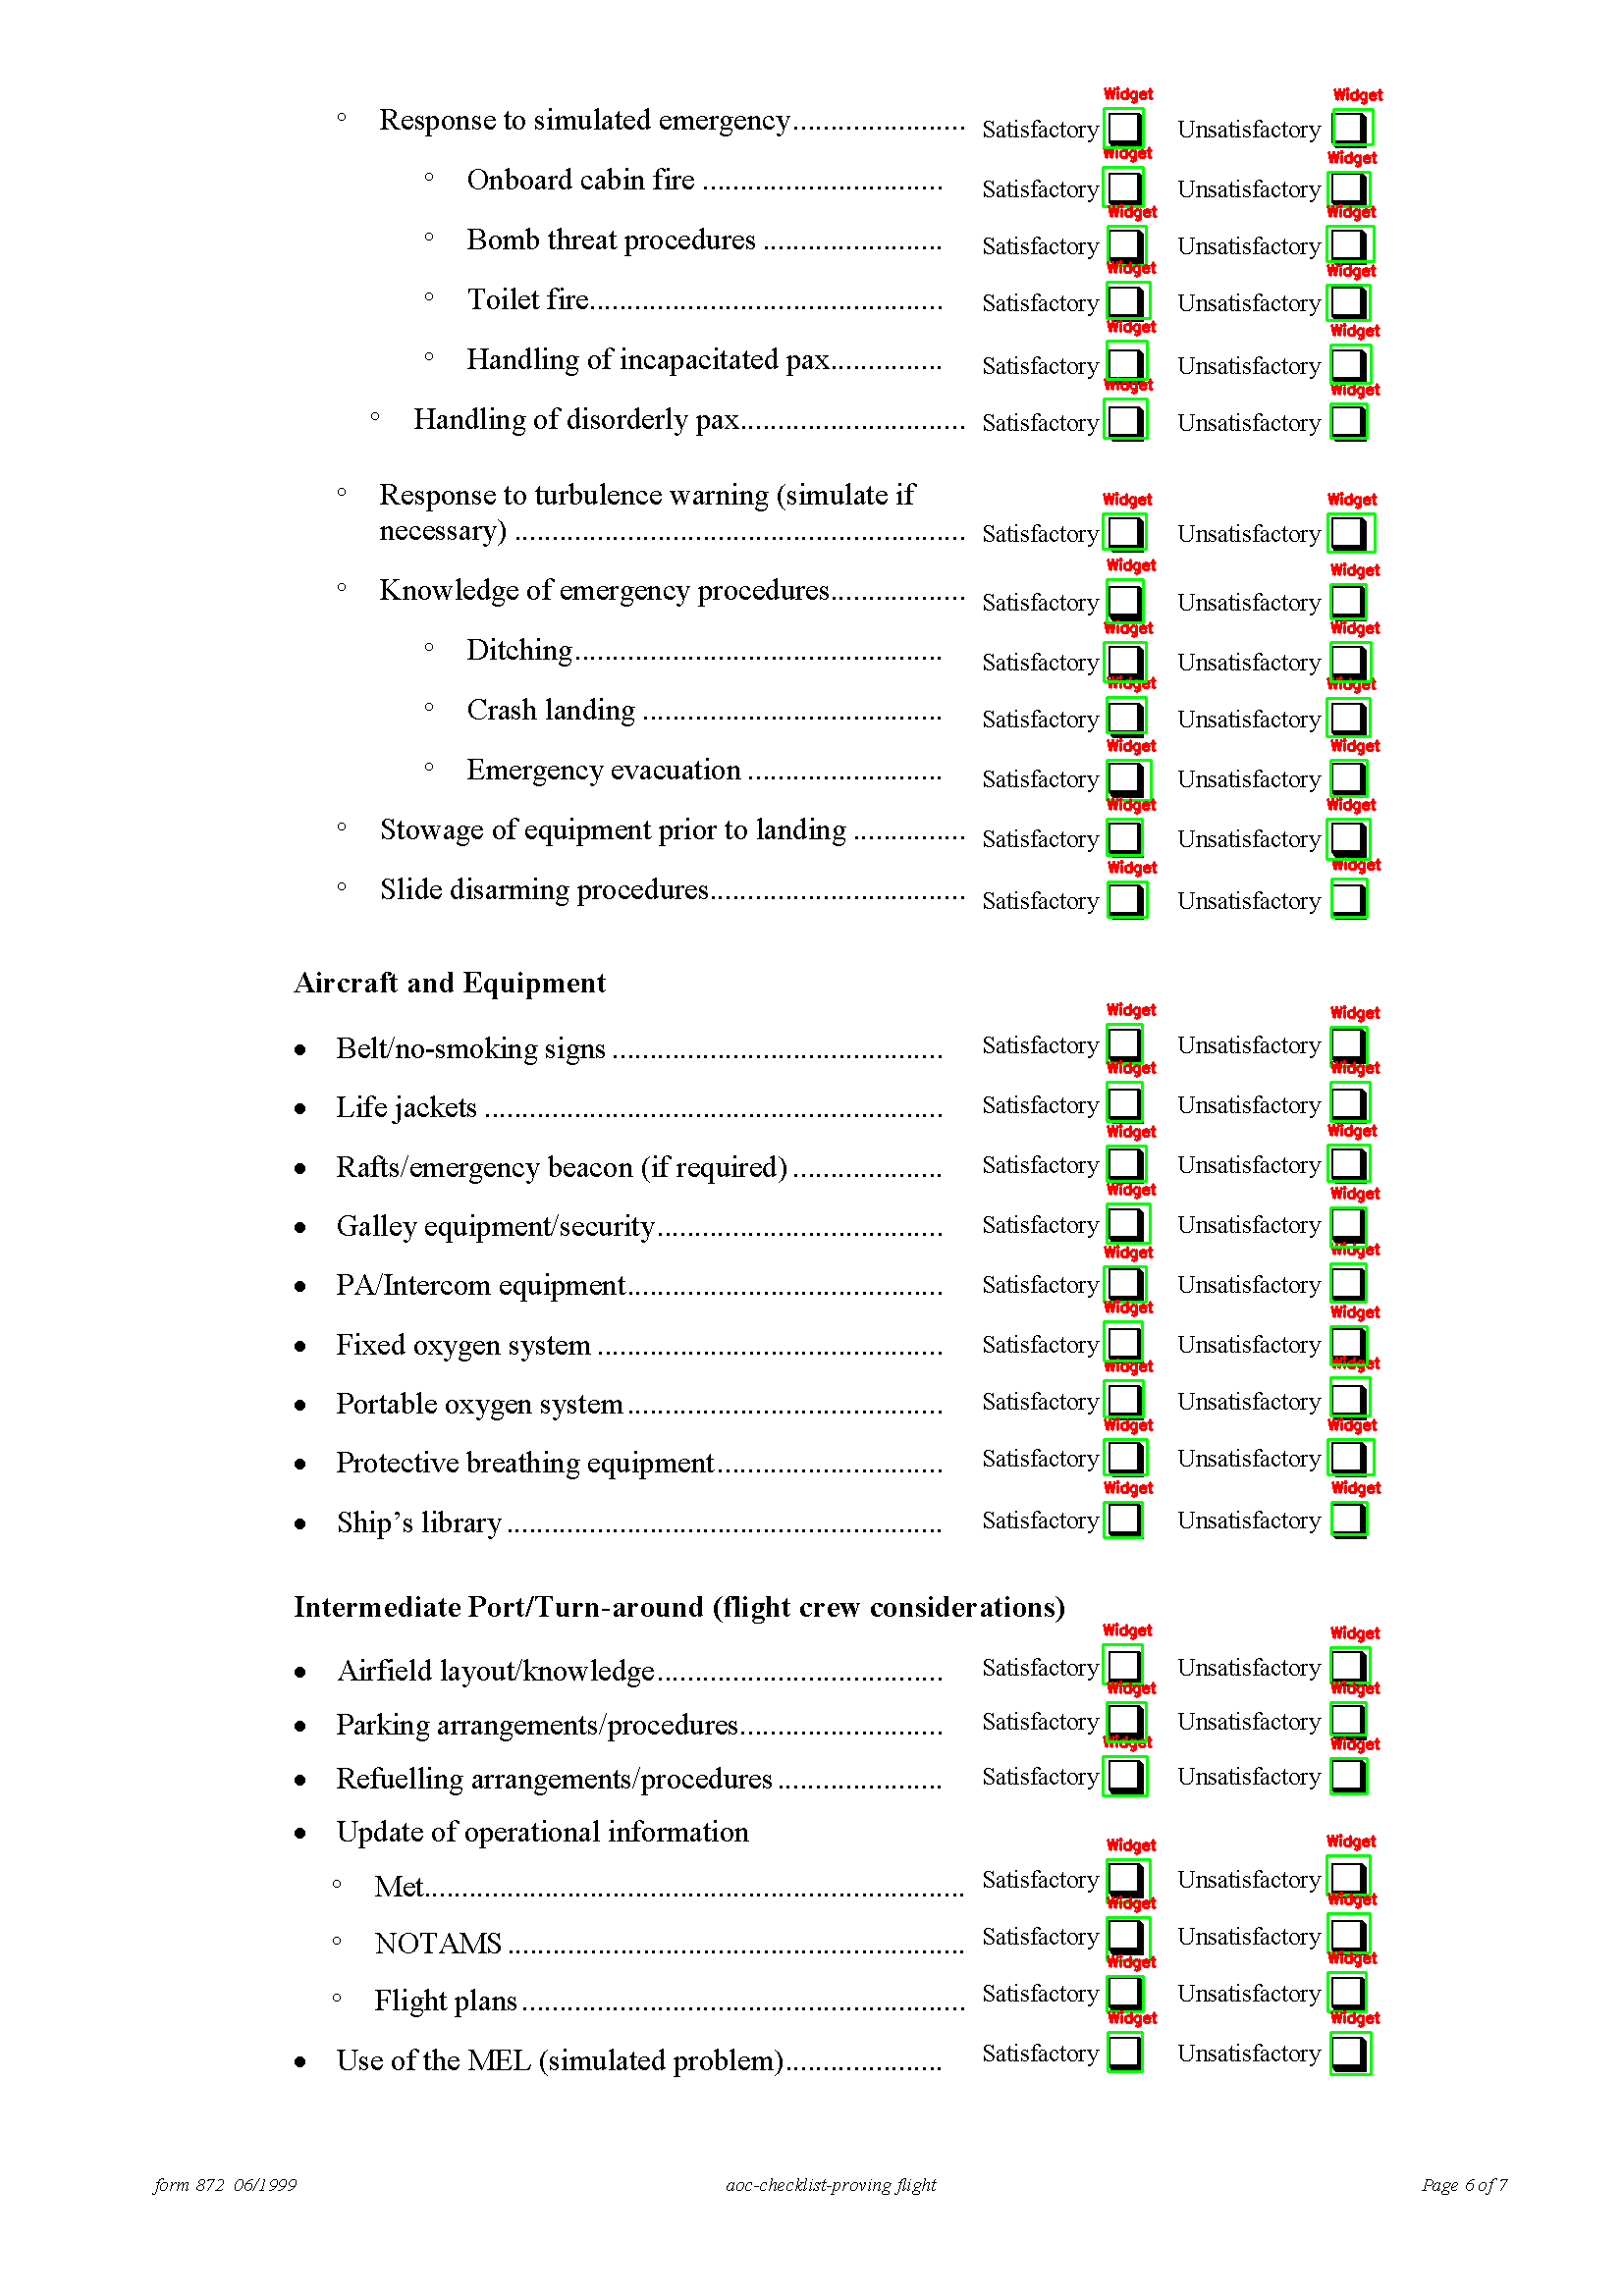 Widget Widget
○ Response to simulated emergency....................... Satisfactory Unsatisfactory
Widget Widget
○ Onboard cabin fire ................................ Satisfactory Unsatisfactory
Widget Widget
○ Bomb threat procedures ........................ Satisfactory Unsatisfactory
Widget Widget
○ Toilet fire............................................... Satisfactory Unsatisfactory
Widget Widget
○ Handling of incapacitated pax............... Satisfactory Unsatisfactory
Widget Widget
○ Handling of disorderly pax.............................. Satisfactory Unsatisfactory
○ Response to turbulence warning (simulate if
Widget Widget
necessary) ............................................................ Satisfactory Unsatisfactory
Widget Widget
○ Knowledge of emergency procedures.................. Satisfactory Unsatisfactory
Widget Widget
○ Ditching................................................. Satisfactory Unsatisfactory
Widget Widget
○ Crash landing ........................................ Satisfactory Unsatisfactory
Widget Widget
○ Emergency evacuation .......................... Satisfactory Unsatisfactory
Widget Widget
○ Stowage of equipment prior to landing ............... Satisfactory Unsatisfactory
Widget Widget
○ Slide disarming procedures.................................. Satisfactory Unsatisfactory
Aircraft and Equipment
Widget Widget
• Belt/no-smoking signs ............................................ Satisfactory Unsatisfactory
Widget Widget
• Life jackets ............................................................. Satisfactory Unsatisfactory
Widget Widget
• Rafts/emergency beacon (if required) .................... Satisfactory Unsatisfactory
Widget Widget
• Galley equipment/security...................................... Satisfactory Unsatisfactory
Widget Widget
• PA/Intercom equipment.......................................... Satisfactory Unsatisfactory
Widget Widget
• Fixed oxygen system .............................................. Satisfactory Unsatisfactory
Widget Widget
• Portable oxygen system .......................................... Satisfactory Unsatisfactory
Widget Widget
• Protective breathing equipment.............................. Satisfactory Unsatisfactory
Widget Widget
• Ship’s library .......................................................... Satisfactory Unsatisfactory
Intermediate Port/Turn-around (flight crew considerations)
Widget Widget
• Airfield layout/knowledge...................................... Satisfactory Unsatisfactory
Widget Widget
• Parking arrangements/procedures........................... Satisfactory Unsatisfactory
Widget Widget
• Refuelling arrangements/procedures ...................... Satisfactory Unsatisfactory
• Update of operational information
Widget Widget
○ Met........................................................................ Satisfactory Unsatisfactory
Widget Widget
○ NOTAMS ............................................................. Satisfactory Unsatisfactory
Widget Widget
○ Flight plans ........................................................... Satisfactory Unsatisfactory
Widget Widget
• Use of the MEL (simulated problem)..................... Satisfactory Unsatisfactory
form 872 06/1999 aoc-checklist-proving flight Page 6 of 7